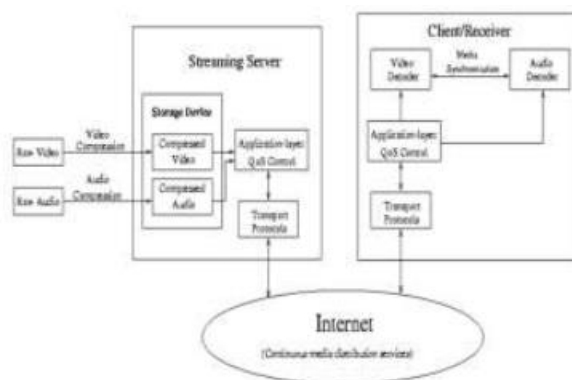 Streaming Server
Storage Device
Raw Video
Video
Compression
Compressed
Video
Application-layer
QoS Control
Raw Audio
Audio
Compression
Compressed
Audio
Transport
Protocols
Client/Receiver
Video
Decoder
Media
Synchronization
Audio
Decoder
Application-layer
QoS Control
Transport
Protocols
Internet
(Continuous media distribution services)